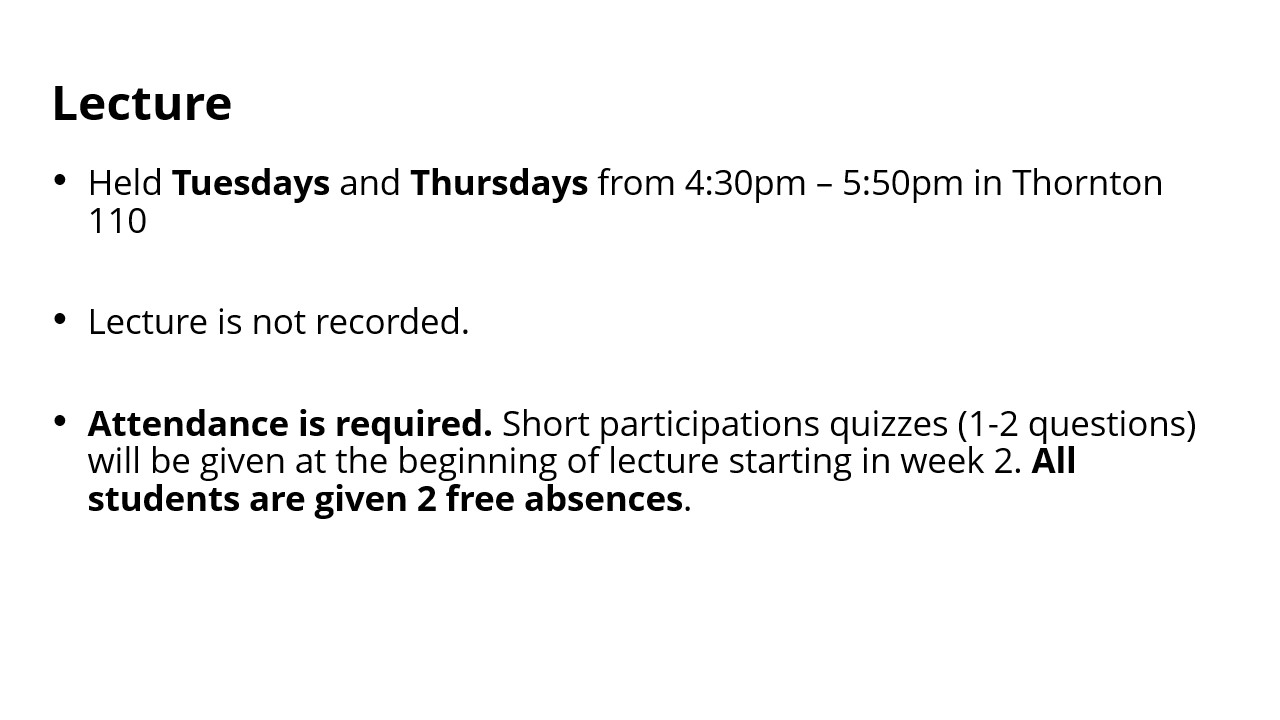 Lecture
• Held Tuesdays and Thursdays from 4:30pm – 5:50pm in Thornton
110
• Lecture is not recorded.
• Attendance is required. Short participations quizzes (1-2 questions)
will be given at the beginning of lecture starting in week 2. All
students are given 2 free absences.